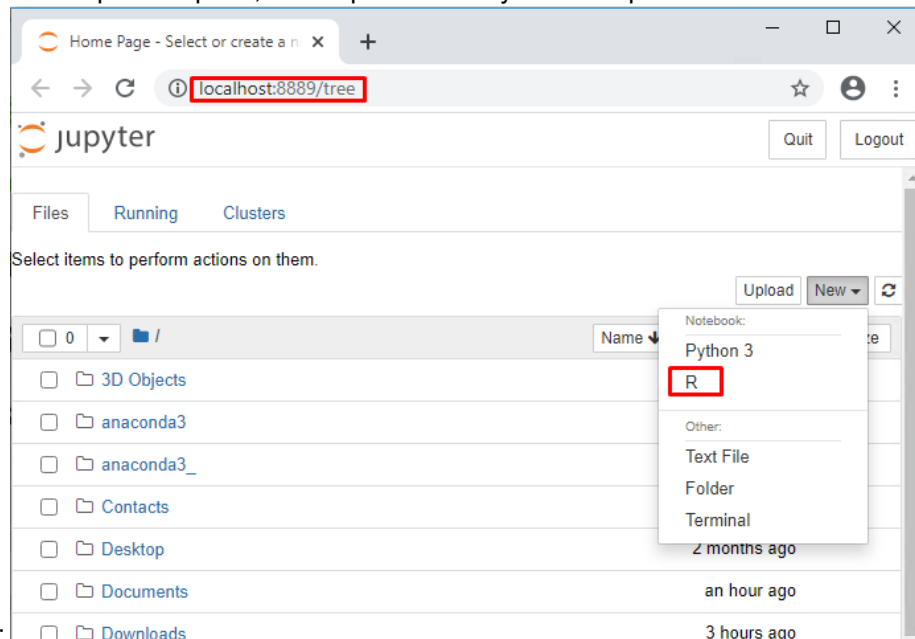 Home Page - Select or create a n
localhost:8889/tree
jupyter
Quit
Logout
Files
Running
Clusters
Select items to perform actions on them.
Upload
New
0
/
Name
ze
Notebook:
Python 3
R
Other:
Text File
Folder
Terminal
3D Objects
anaconda3
anaconda3_
Contacts
Desktop
2 months ago
Documents
an hour ago
Downloads
3 hours ago